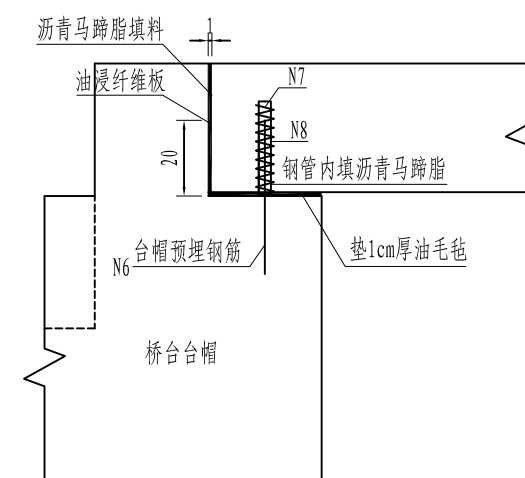 1
沥青马蹄脂填料
油浸纤维板
N7
N8
20
钢管内填沥青马蹄脂
N6
台帽预埋钢筋
垫1cm厚油毛毡
桥台台帽